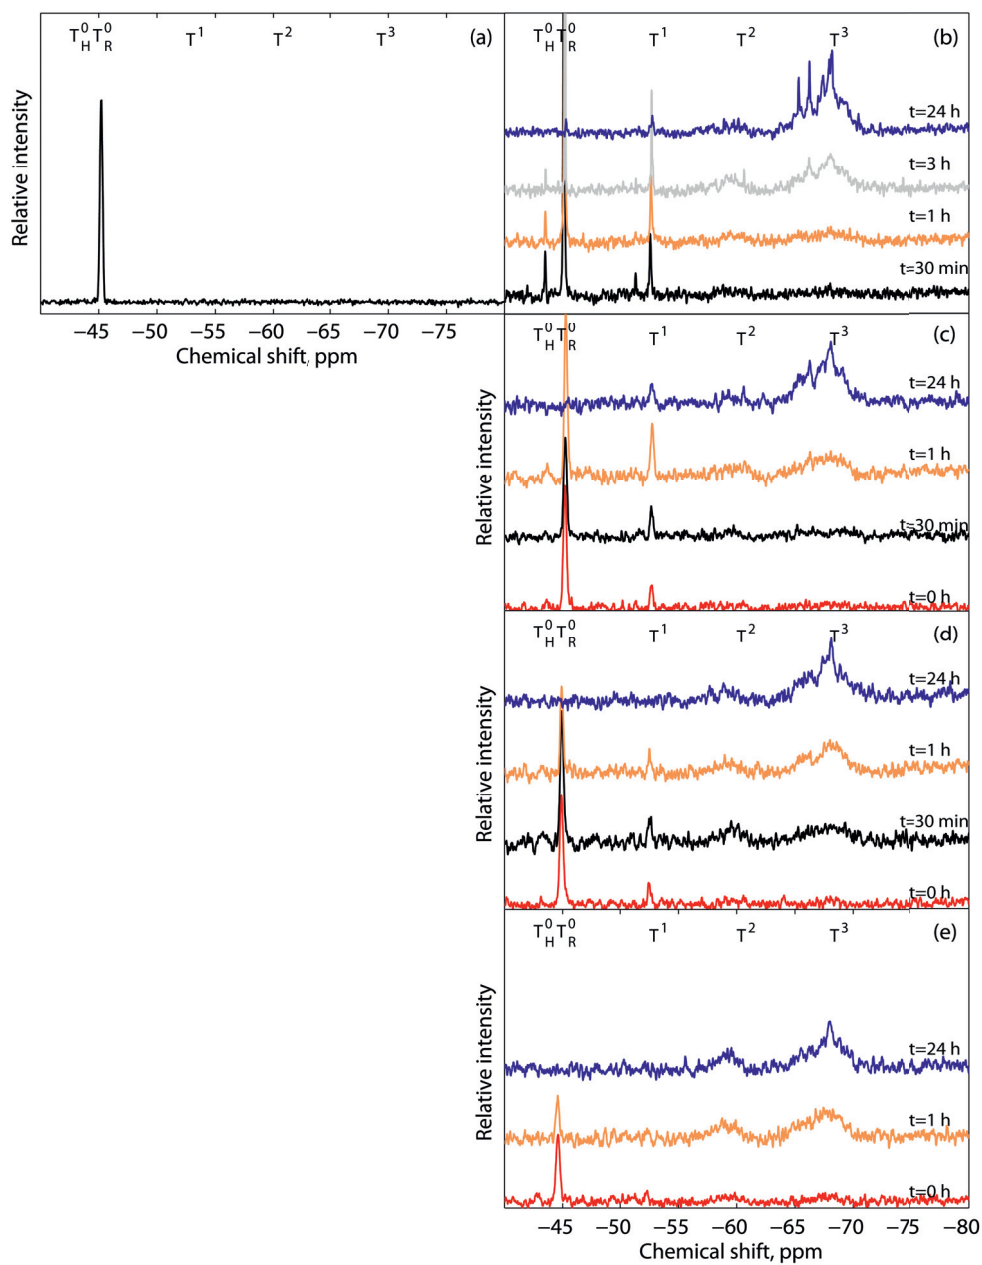 T⁰H T⁰R T¹ T² T³ (a)
Relative intensity
−45 −50 −55 −60 −65 −70 −75
Chemical shift, ppm
T⁰H T⁰R T¹ T² T³ (b)
t=24 h
t=3 h
t=1 h
t=30 min
T⁰H T⁰R T¹ T² T³ (c)
Relative intensity
t=24 h
t=1 h
t=30 min
t=0 h
T⁰H T⁰R T¹ T² T³ (d)
Relative intensity
t=24 h
t=1 h
t=30 min
t=0 h
T⁰H T⁰R T¹ T² T³ (e)
Relative intensity
t=24 h
t=1 h
t=0 h
−45 −50 −55 −60 −65 −70 −75 −80
Chemical shift, ppm